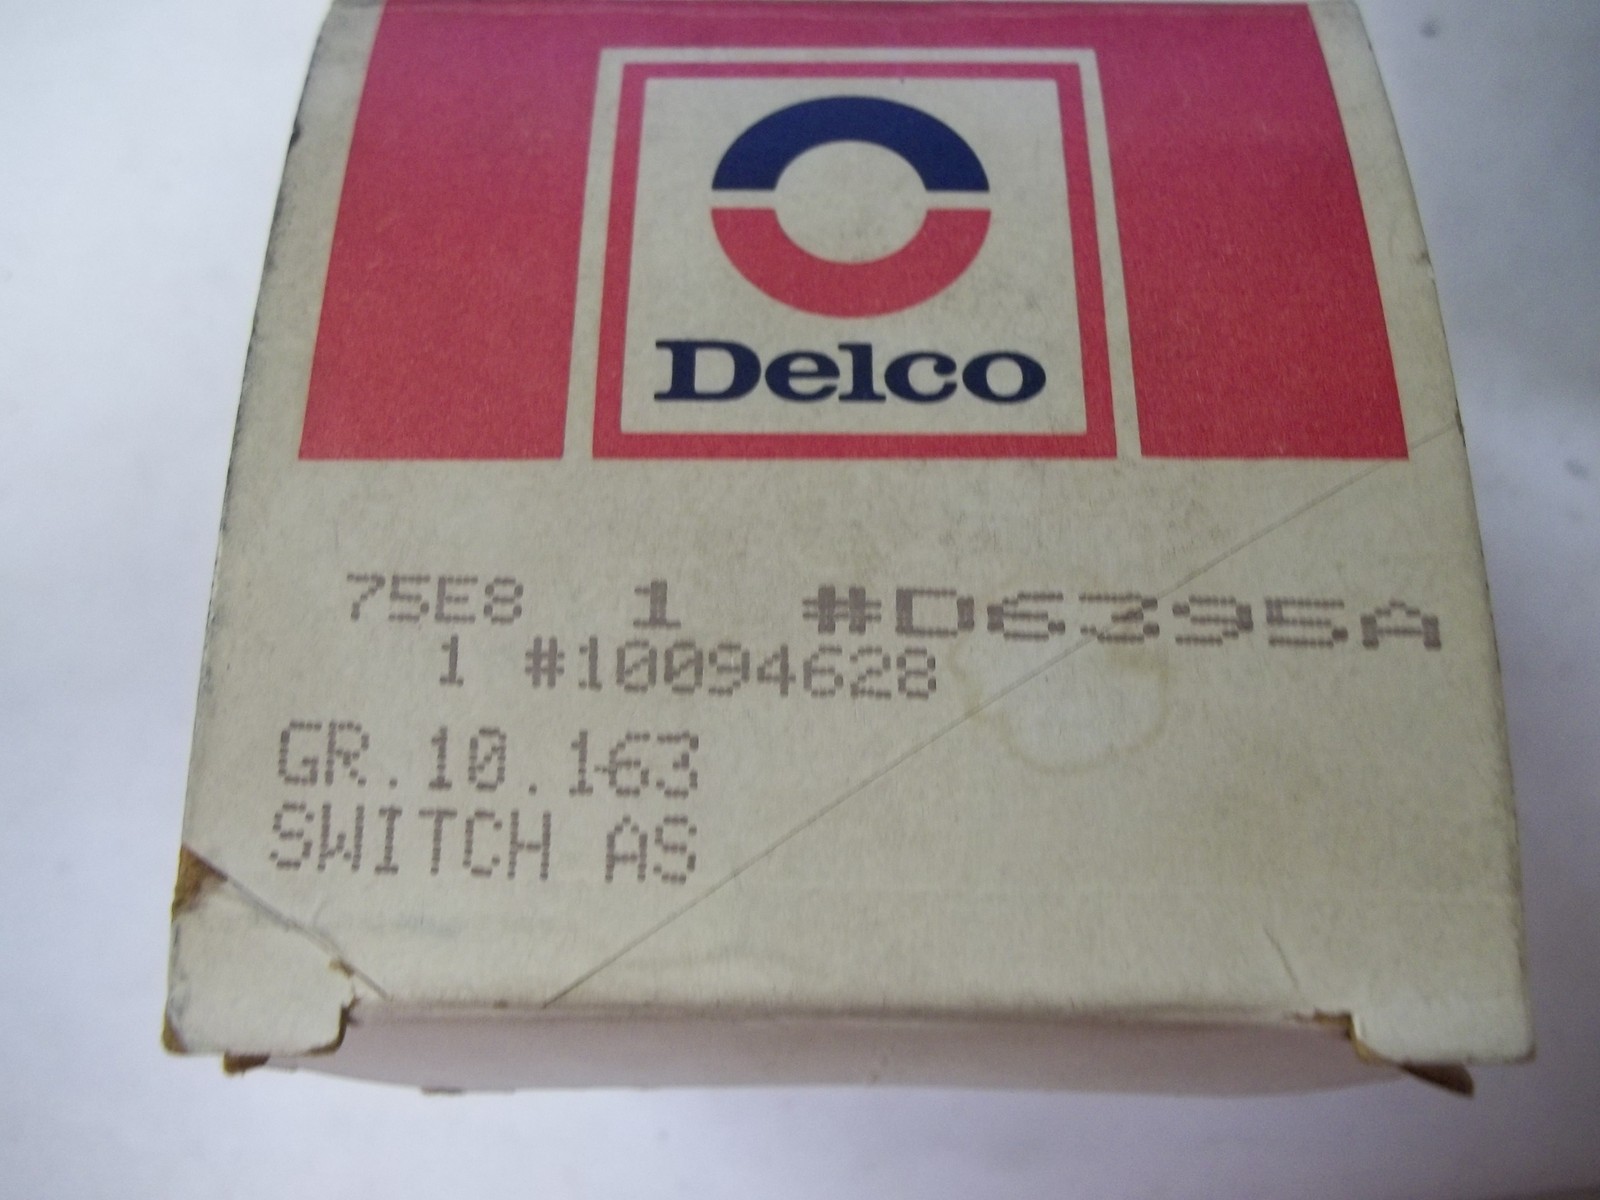 Delco
75E8 1 #D6395A
1 #10094628
GR.10.163
SWITCH AS